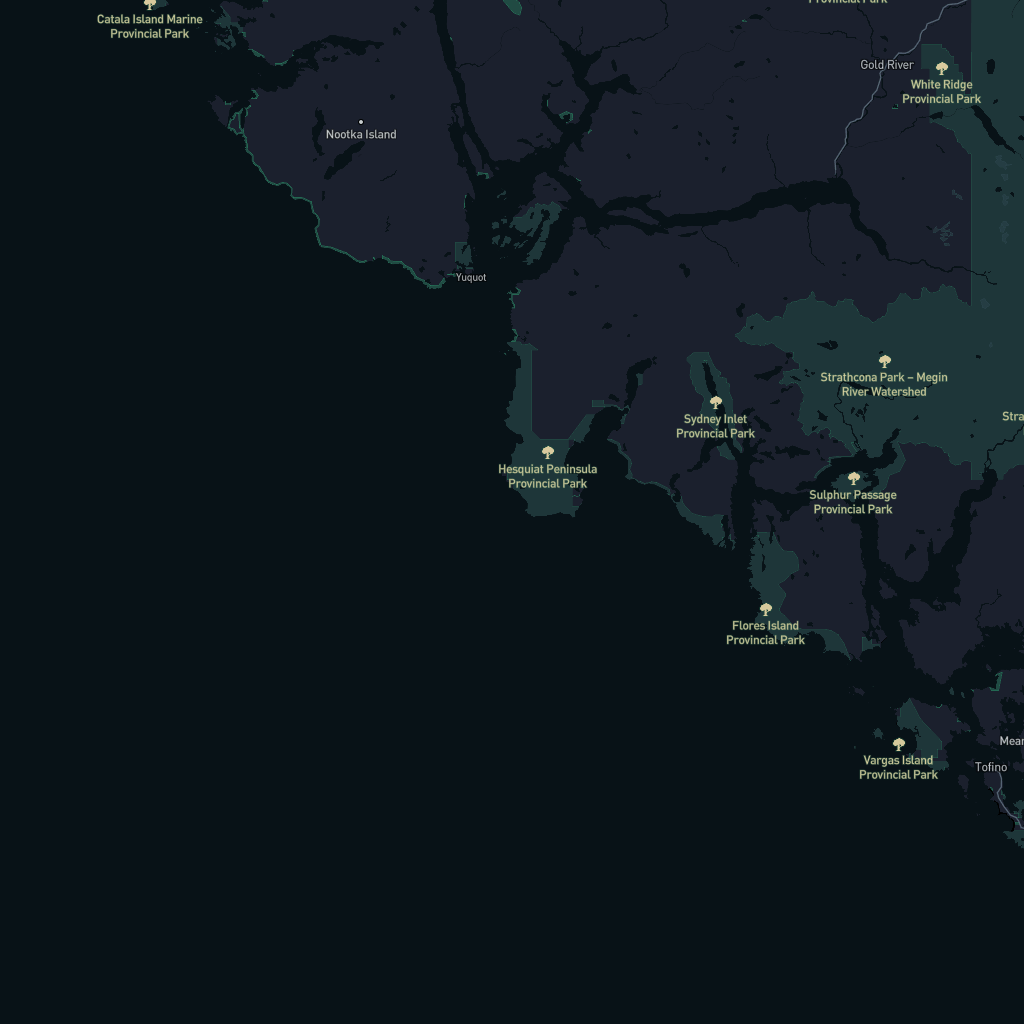 Provincial Park
Catala Island Marine
Provincial Park
Gold River
White Ridge
Provincial Park
Nootka Island
Yuquot
Strathcona Park – Megin
River Watershed
Stra
Sydney Inlet
Provincial Park
Hesquiat Peninsula
Provincial Park
Sulphur Passage
Provincial Park
Flores Island
Provincial Park
Mear
Vargas Island
Provincial Park
Tofino